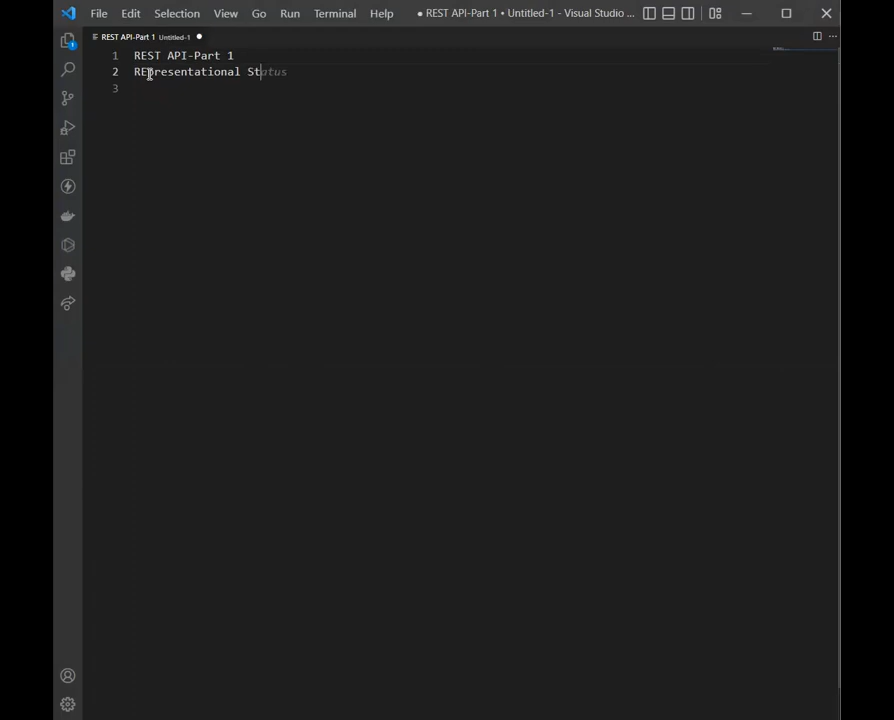 File Edit Selection View Go Run Terminal Help ● REST API-Part 1 • Untitled-1 - Visual Studio ...
REST API-Part 1 Untitled-1 ●
1 REST API-Part 1
2 REpresentational Status
3
1